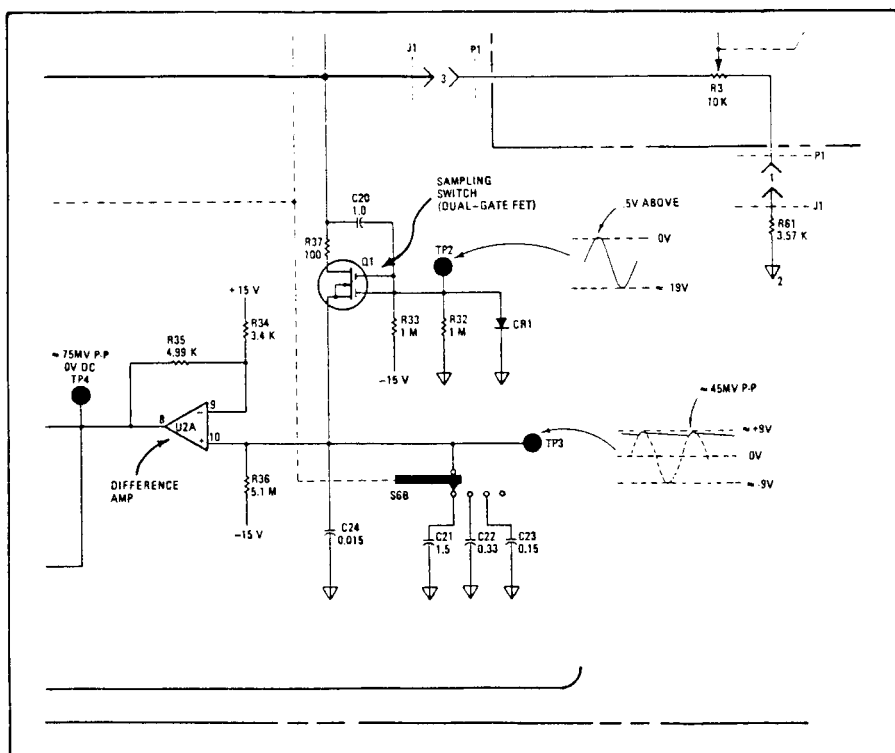 J1
P1
3
R3
10 K
P1
1
J1
R61
3.57 K
2
SAMPLING
SWITCH
(DUAL-GATE FET)
C20
1.0
R37
100
Q1
TP2
.5V ABOVE
0V
≈ 19V
+15 V
R34
3.4 K
R35
4.99 K
R33
1 M
R32
1 M
CR1
-15 V
≈ 75MV P-P
0V DC
TP4
8
U2A
9
-
+
10
DIFFERENCE
AMP
R36
5.1 M
-15 V
TP3
≈ 45MV P-P
≈ +9V
0V
≈ -9V
S6B
C24
0.015
C21
1.5
C22
0.33
C23
0.15